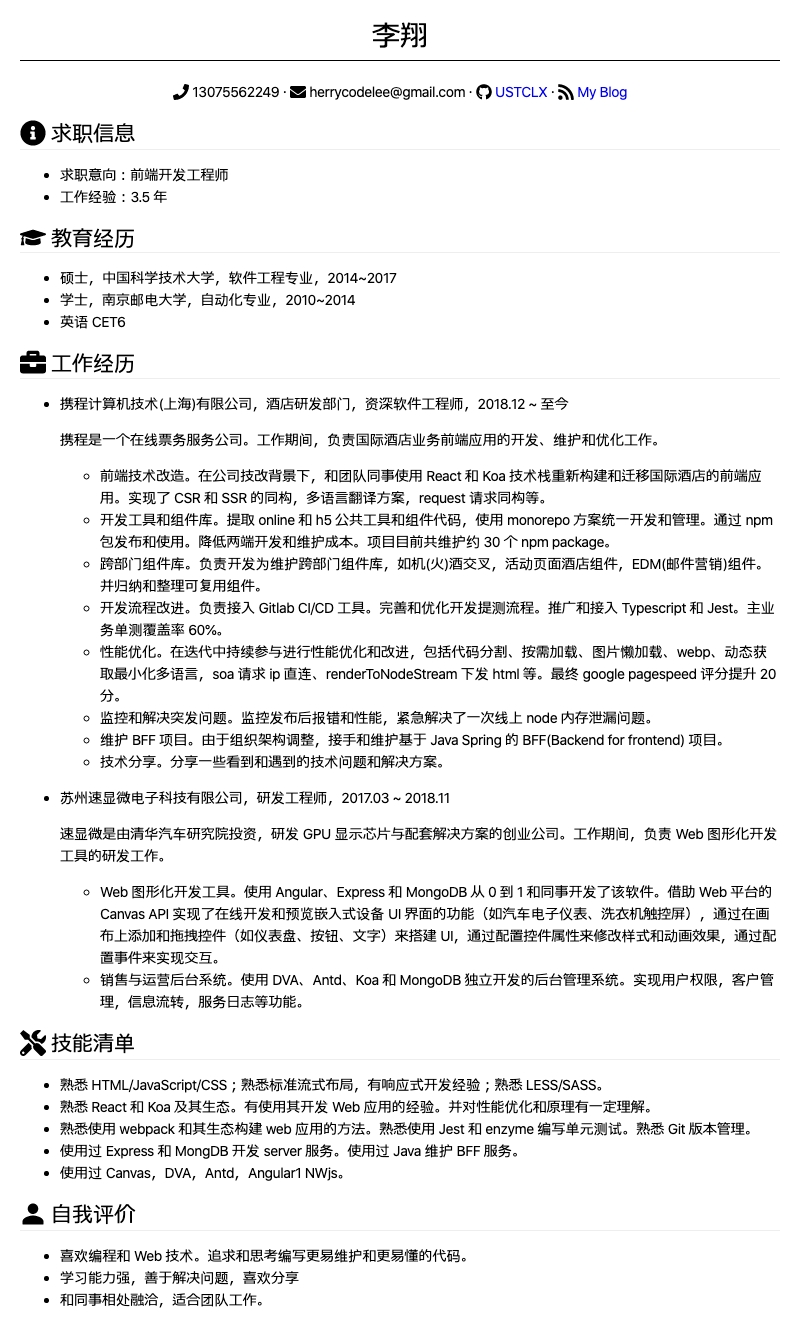 李翔
13075562249 · herrycodelee@gmail.com · USTCLX · My Blog
求职信息
求职意向：前端开发工程师
工作经验：3.5 年
教育经历
硕士，中国科学技术大学，软件工程专业，2014~2017
学士，南京邮电大学，自动化专业，2010~2014
英语 CET6
工作经历
携程计算机技术(上海)有限公司，酒店研发部门，资深软件工程师，2018.12 ~ 至今
携程是一个在线票务服务公司。工作期间，负责国际酒店业务前端应用的开发、维护和优化工作。
前端技术改造。在公司技改背景下，和团队同事使用 React 和 Koa 技术栈重新构建和迁移国际酒店的前端应
用。实现了 CSR 和 SSR 的同构，多语言翻译方案，request 请求同构等。
开发工具和组件库。提取 online 和 h5 公共工具和组件代码，使用 monorepo 方案统一开发和管理。通过 npm
包发布和使用。降低两端开发和维护成本。项目目前共维护约 30 个 npm package。
跨部门组件库。负责开发为维护跨部门组件库，如机(火)酒交叉，活动页面酒店组件，EDM(邮件营销)组件。
并归纳和整理可复用组件。
开发流程改进。负责接入 Gitlab CI/CD 工具。完善和优化开发提测流程。推广和接入 Typescript 和 Jest。主业
务单测覆盖率 60%。
性能优化。在迭代中持续参与进行性能优化和改进，包括代码分割、按需加载、图片懒加载、webp、动态获
取最小化多语言，soa 请求 ip 直连、renderToNodeStream 下发 html 等。最终 google pagespeed 评分提升 20
分。
监控和解决突发问题。监控发布后报错和性能，紧急解决了一次线上 node 内存泄漏问题。
维护 BFF 项目。由于组织架构调整，接手和维护基于 Java Spring 的 BFF(Backend for frontend) 项目。
技术分享。分享一些看到和遇到的技术问题和解决方案。
苏州速显微电子科技有限公司，研发工程师，2017.03 ~ 2018.11
速显微是由清华汽车研究院投资，研发 GPU 显示芯片与配套解决方案的创业公司。工作期间，负责 Web 图形化开发
工具的研发工作。
Web 图形化开发工具。使用 Angular、Express 和 MongoDB 从 0 到 1 和同事开发了该软件。借助 Web 平台的
Canvas API 实现了在线开发和预览嵌入式设备 UI 界面的功能（如汽车电子仪表、洗衣机触控屏），通过在画
布上添加和拖拽控件（如仪表盘、按钮、文字）来搭建 UI，通过配置控件属性来修改样式和动画效果，通过配
置事件来实现交互。
销售与运营后台系统。使用 DVA、Antd、Koa 和 MongoDB 独立开发的后台管理系统。实现用户权限，客户管
理，信息流转，服务日志等功能。
技能清单
熟悉 HTML/JavaScript/CSS；熟悉标准流式布局，有响应式开发经验；熟悉 LESS/SASS。
熟悉 React 和 Koa 及其生态。有使用其开发 Web 应用的经验。并对性能优化和原理有一定理解。
熟悉使用 webpack 和其生态构建 web 应用的方法。熟悉使用 Jest 和 enzyme 编写单元测试。熟悉 Git 版本管理。
使用过 Express 和 MongDB 开发 server 服务。使用过 Java 维护 BFF 服务。
使用过 Canvas，DVA，Antd，Angular1 NWjs。
自我评价
喜欢编程和 Web 技术。追求和思考编写更易维护和更易懂的代码。
学习能力强，善于解决问题，喜欢分享
和同事相处融洽，适合团队工作。